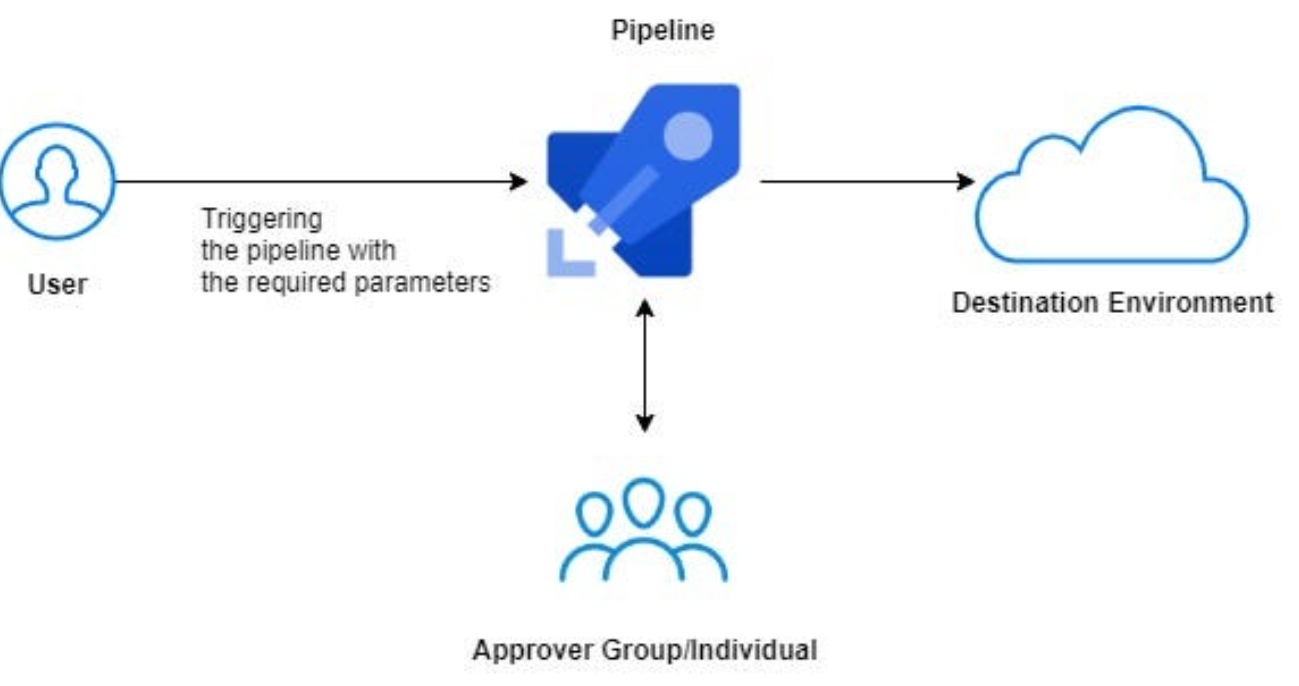 Pipeline
Triggering
the pipeline with
the required parameters
User
Destination Environment
Approver Group/Individual